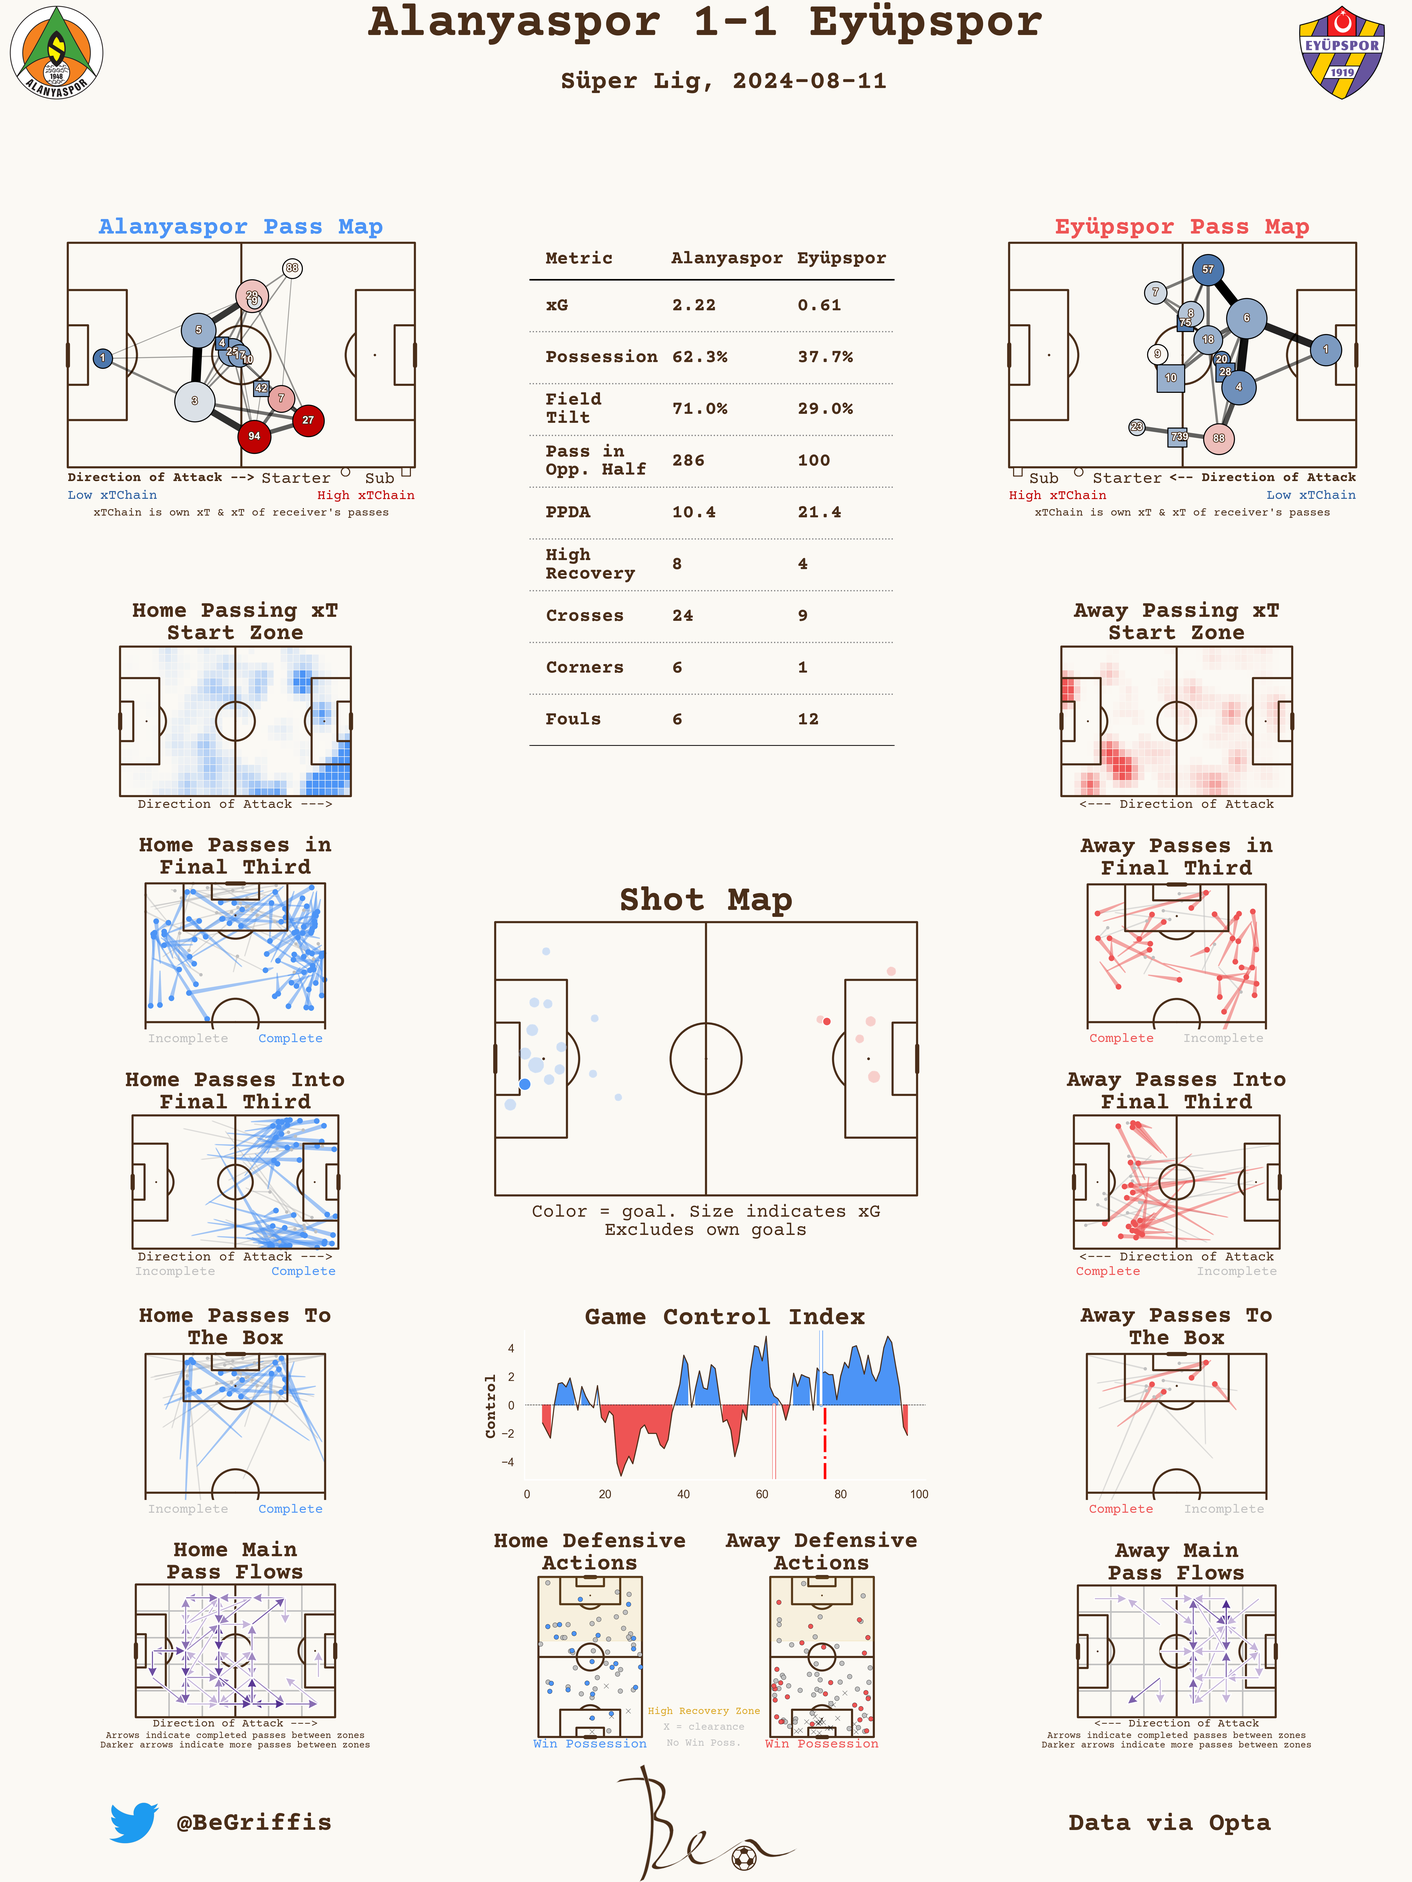 Alanyaspor 1-1 Eyüpspor
Süper Lig, 2024-08-11
1948
ALANYASPOR
EYÜPSPOR
1919
Alanyaspor Pass Map
88
29
9
5
4
17
10
1
42
3
7
27
94
Direction of Attack --> Starter Sub
Low xTChain High xTChain
xTChain is own xT & xT of receiver's passes
Metric Alanyaspor Eyüpspor
xG 2.22 0.61
Possession 62.3% 37.7%
Field
Tilt 71.0% 29.0%
Pass in
Opp. Half 286 100
PPDA 10.4 21.4
High
Recovery 8 4
Crosses 24 9
Corners 6 1
Fouls 6 12
Eyüpspor Pass Map
57
7
8
75
6
18
9
20
1
10
28
4
23
88
Sub Starter <-- Direction of Attack
High xTChain Low xTChain
xTChain is own xT & xT of receiver's passes
Home Passing xT
Start Zone
Direction of Attack --->
Away Passing xT
Start Zone
<--- Direction of Attack
Home Passes in
Final Third
Incomplete Complete
Away Passes in
Final Third
Complete Incomplete
Shot Map
Color = goal. Size indicates xG
Excludes own goals
Home Passes Into
Final Third
Direction of Attack --->
Incomplete Complete
Away Passes Into
Final Third
<--- Direction of Attack
Complete Incomplete
Home Passes To
The Box
Incomplete Complete
Game Control Index
Control
4
2
0
−2
−4
0 20 40 60 80 100
Away Passes To
The Box
Complete Incomplete
Home Main
Pass Flows
Direction of Attack --->
Arrows indicate completed passes between zones
Darker arrows indicate more passes between zones
Home Defensive
Actions
Win Possession
High Recovery Zone
X = clearance
No Win Poss.
Away Defensive
Actions
Win Possession
Away Main
Pass Flows
<--- Direction of Attack
Arrows indicate completed passes between zones
Darker arrows indicate more passes between zones
@BeGriffis
Ben
Data via Opta